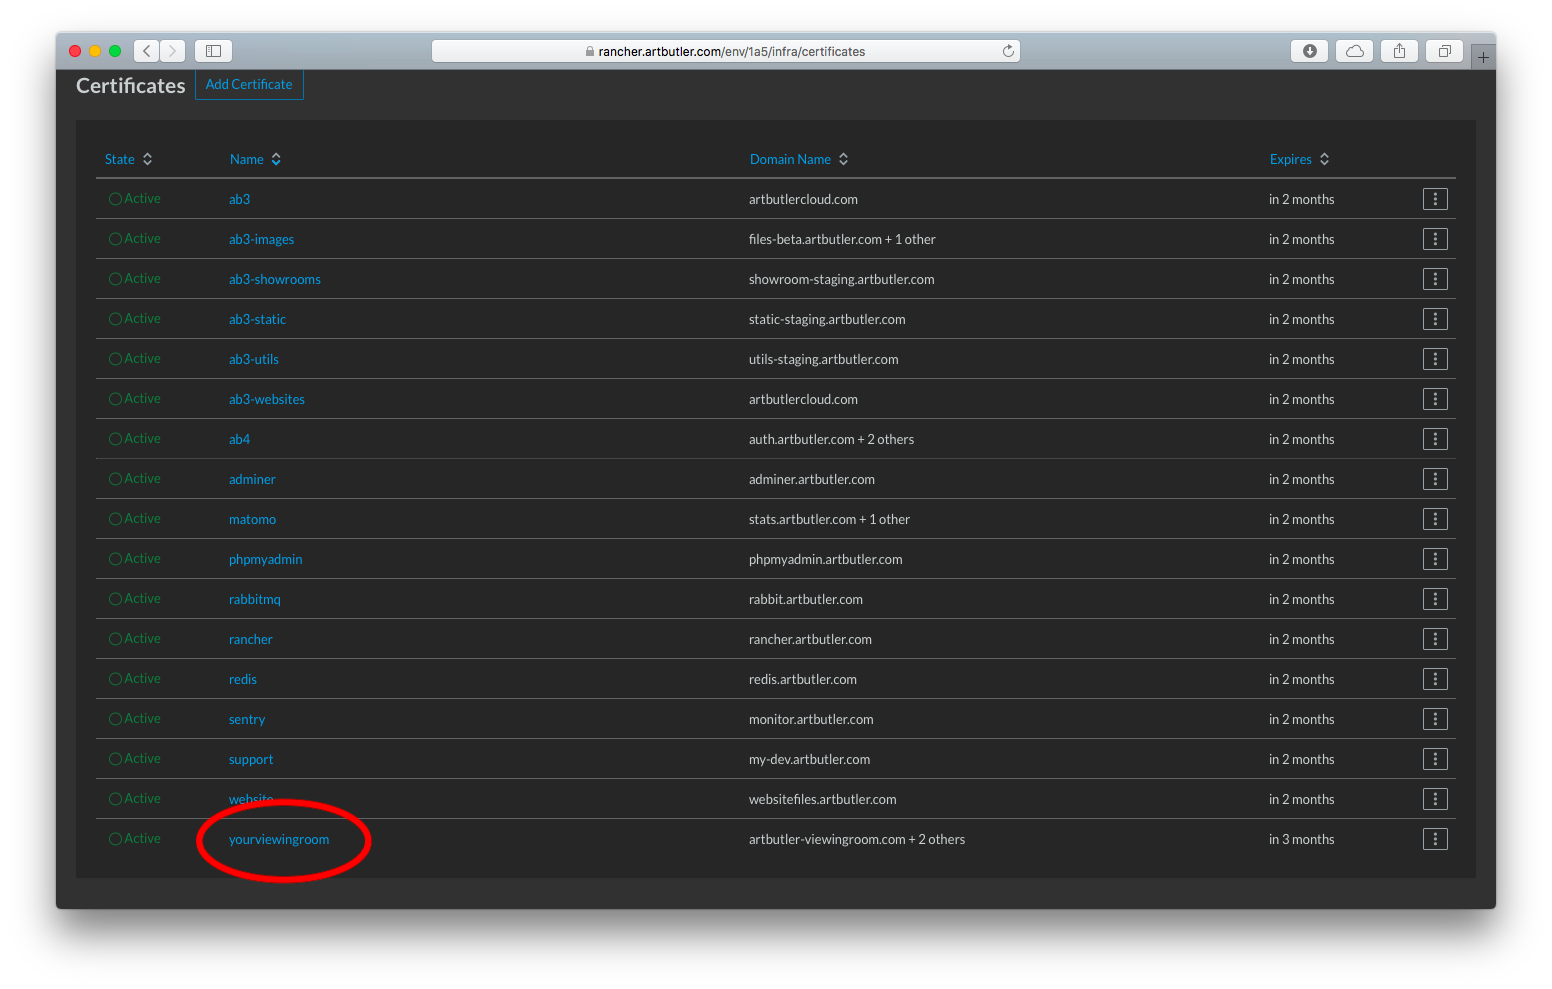 rancher.artbutler.com/env/1a5/infra/certificates
Certificates Add Certificate
State Name Domain Name Expires
Active ab3 artbutlercloud.com in 2 months
Active ab3-images files-beta.artbutler.com + 1 other in 2 months
Active ab3-showrooms showroom-staging.artbutler.com in 2 months
Active ab3-static static-staging.artbutler.com in 2 months
Active ab3-utils utils-staging.artbutler.com in 2 months
Active ab3-websites artbutlercloud.com in 2 months
Active ab4 auth.artbutler.com + 2 others in 2 months
Active adminer adminer.artbutler.com in 2 months
Active matomo stats.artbutler.com + 1 other in 2 months
Active phpmyadmin phpmyadmin.artbutler.com in 2 months
Active rabbitmq rabbit.artbutler.com in 2 months
Active rancher rancher.artbutler.com in 2 months
Active redis redis.artbutler.com in 2 months
Active sentry monitor.artbutler.com in 2 months
Active support my-dev.artbutler.com in 2 months
Active website websitefiles.artbutler.com in 2 months
Active yourviewingroom artbutler-viewingroom.com + 2 others in 3 months